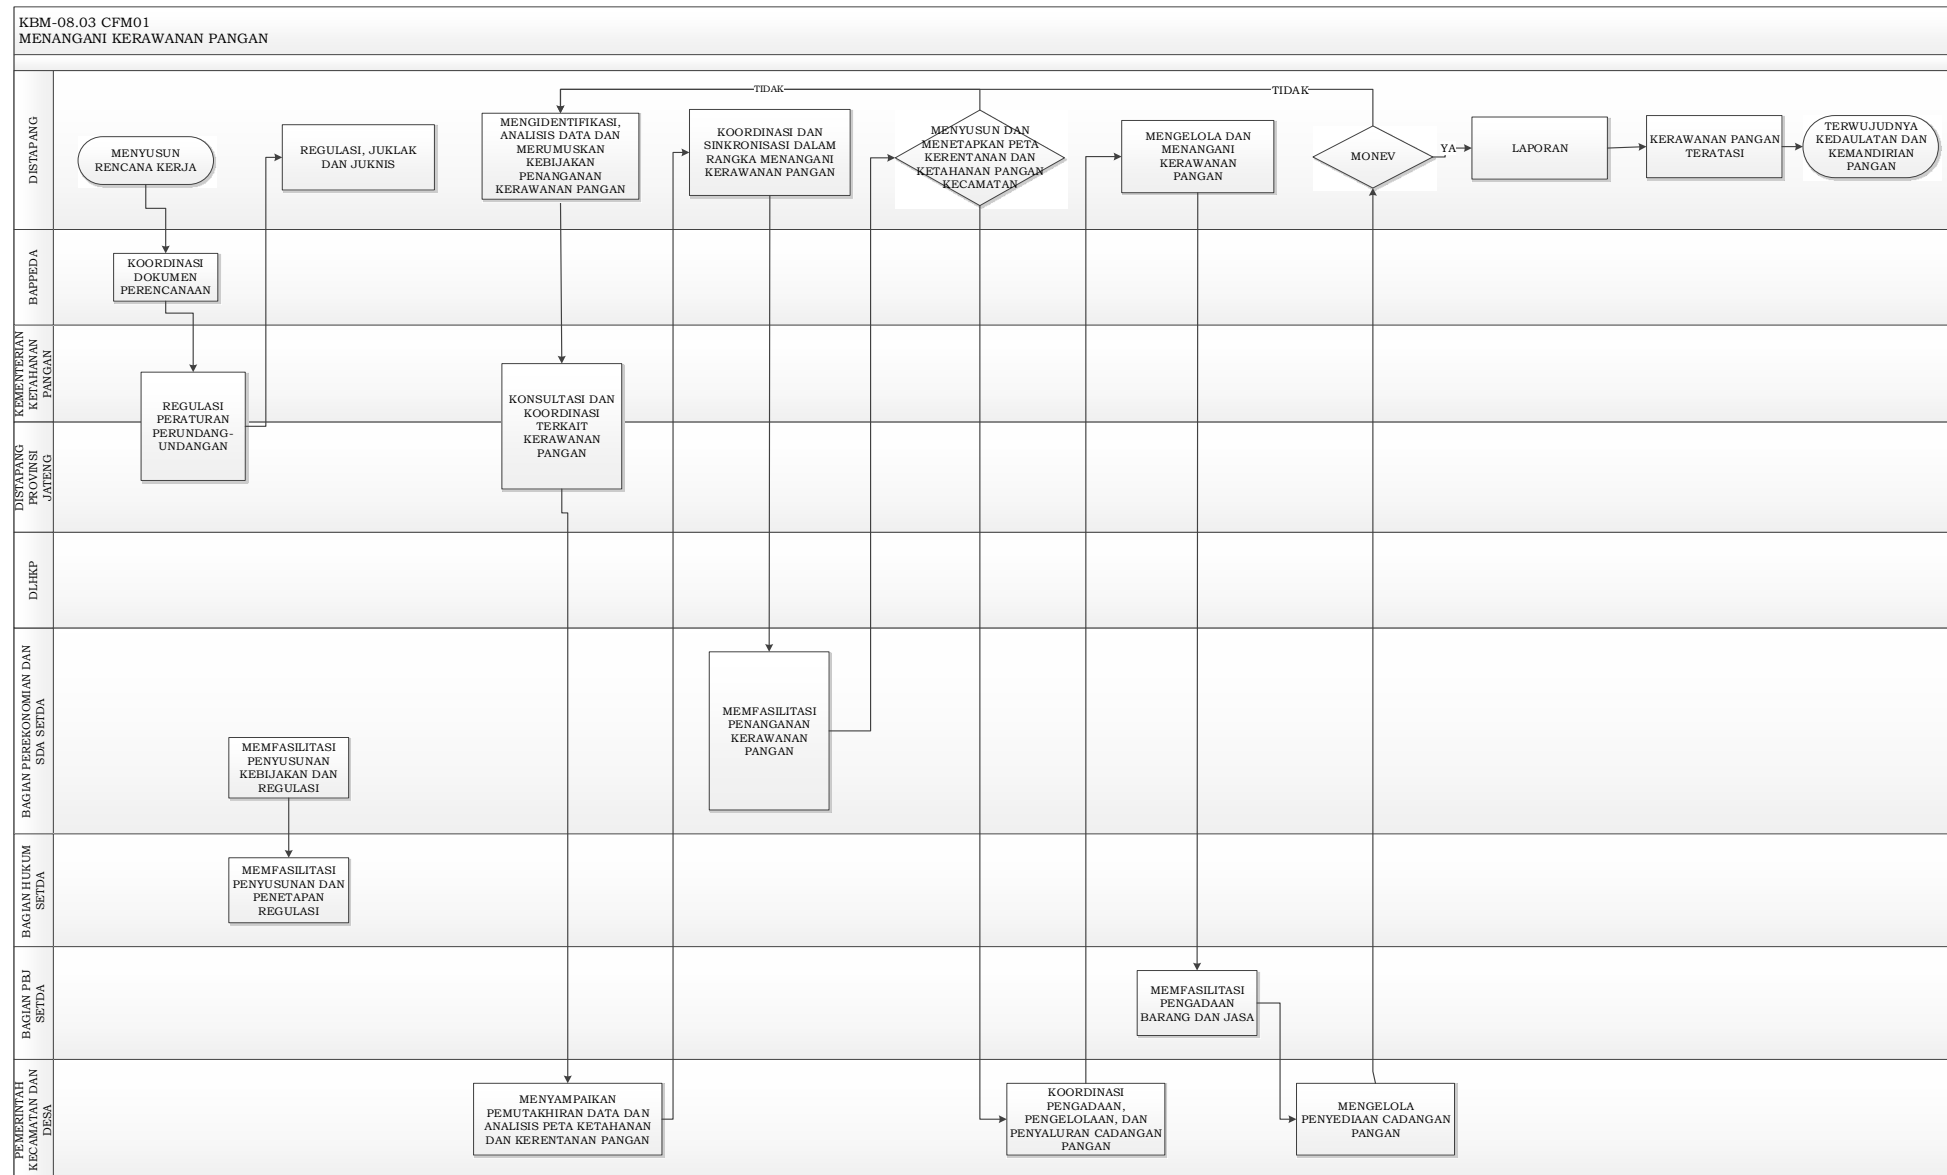 KBM-08.03 CFM01
MENANGANI KERAWANAN PANGAN
DISTAPANG
MENYUSUN
RENCANA KERJA
REGULASI, JUKLAK
DAN JUKNIS
MENGIDENTIFIKASI,
ANALISIS DATA DAN
MERUMUSKAN
KEBIJAKAN
PENANGANAN
KERAWANAN PANGAN
TIDAK
KOORDINASI DAN
SINKRONISASI DALAM
RANGKA MENANGANI
KERAWANAN PANGAN
MENYUSUN DAN
MENETAPKAN PETA
KERENTANAN DAN
KETAHANAN PANGAN
KECAMATAN
MENGELOLA DAN
MENANGANI
KERAWANAN
PANGAN
TIDAK
MONEV
YA
LAPORAN
KERAWANAN PANGAN
TERATASI
TERWUJUDNYA
KEDAULATAN DAN
KEMANDIRIAN
PANGAN
BAPPEDA
KOORDINASI
DOKUMEN
PERENCANAAN
KEMENTERIAN
KETAHANAN
PANGAN
REGULASI
PERATURAN
PERUNDANG-
UNDANGAN
KONSULTASI DAN
KOORDINASI
TERKAIT
KERAWANAN
PANGAN
DISTAPANG
PROVINSI
JATENG
DLHKP
BAGIAN PEREKONOMIAN DAN
SDA SETDA
MEMFASILITASI
PENYUSUNAN
KEBIJAKAN DAN
REGULASI
MEMFASILITASI
PENANGANAN
KERAWANAN
PANGAN
BAGIAN HUKUM
SETDA
MEMFASILITASI
PENYUSUNAN DAN
PENETAPAN
REGULASI
BAGIAN PBJ
SETDA
MEMFASILITASI
PENGADAAN
BARANG DAN JASA
PEMERINTAH
KECAMATAN DAN
DESA
MENYAMPAIKAN
PEMUTAKHIRAN DATA DAN
ANALISIS PETA KETAHANAN
DAN KERENTANAN PANGAN
KOORDINASI
PENGADAAN,
PENGELOLAAN, DAN
PENYALURAN CADANGAN
PANGAN
MENGELOLA
PENYEDIAAN CADANGAN
PANGAN